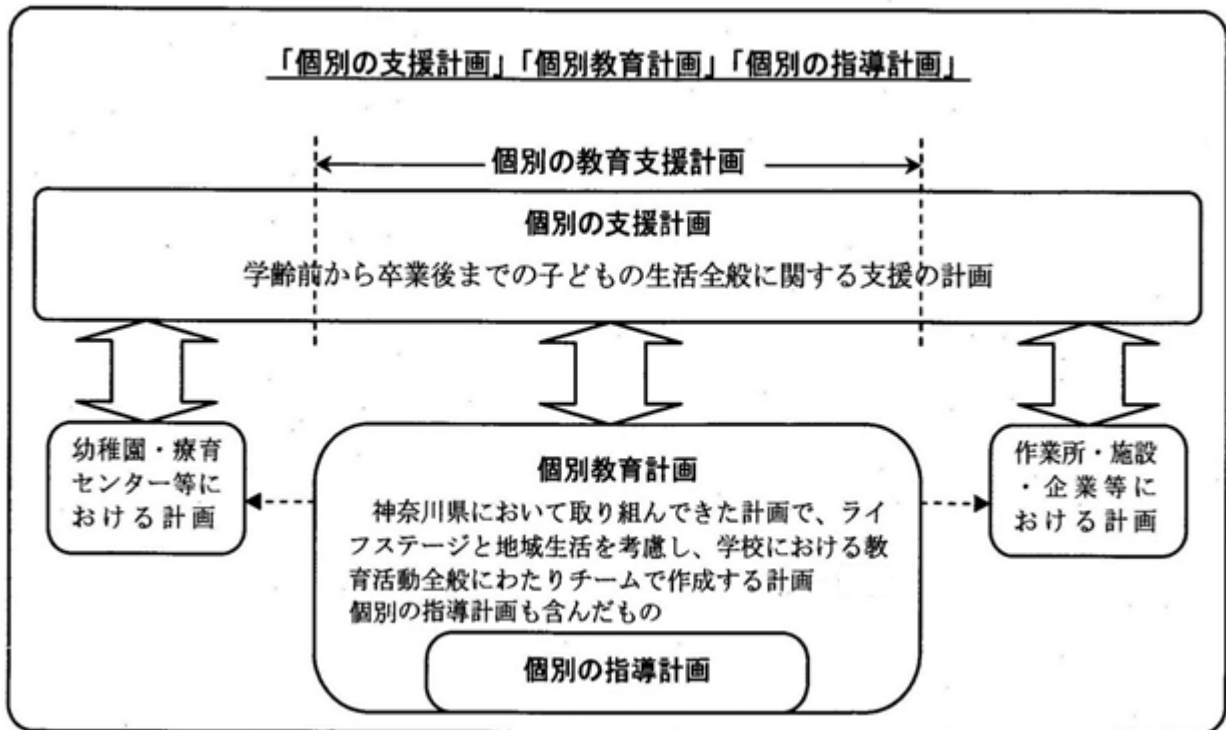 「個別の支援計画」「個別教育計画」「個別の指導計画」
個別の教育支援計画
個別の支援計画
学齢前から卒業後までの子どもの生活全般に関する支援の計画
幼稚園・療育
センター等に
おける計画
個別教育計画
神奈川県において取り組んできた計画で、ライ
フステージと地域生活を考慮し、学校における教
育活動全般にわたりチームで作成する計画
個別の指導計画も含んだもの
個別の指導計画
作業所・施設
・企業等に
おける計画